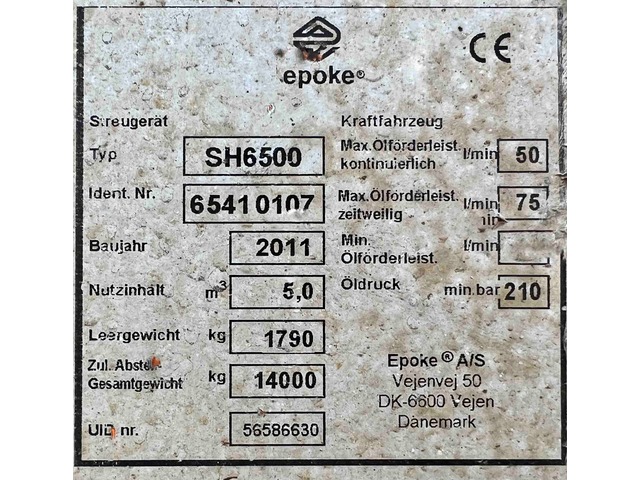 epoke®
CE
Streugerät
Typ SH6500
Ident. Nr. 65410107
Baujahr 2011
Nutzinhalt m³ 5,0
Leergewicht kg 1790
Zul. Abstell-
Gesamtgewicht kg 14000
UID nr. 56586630
Kraftfahrzeug
Max.Ölförderleist.
kontinuierlich l/min 50
Max.Ölförderleist.
zeitweilig l/min 75
Min.
Ölförderleist. l/min
Öldruck min.bar 210
Epoke® A/S
Vejenvej 50
DK-6600 Vejen
Dänemark